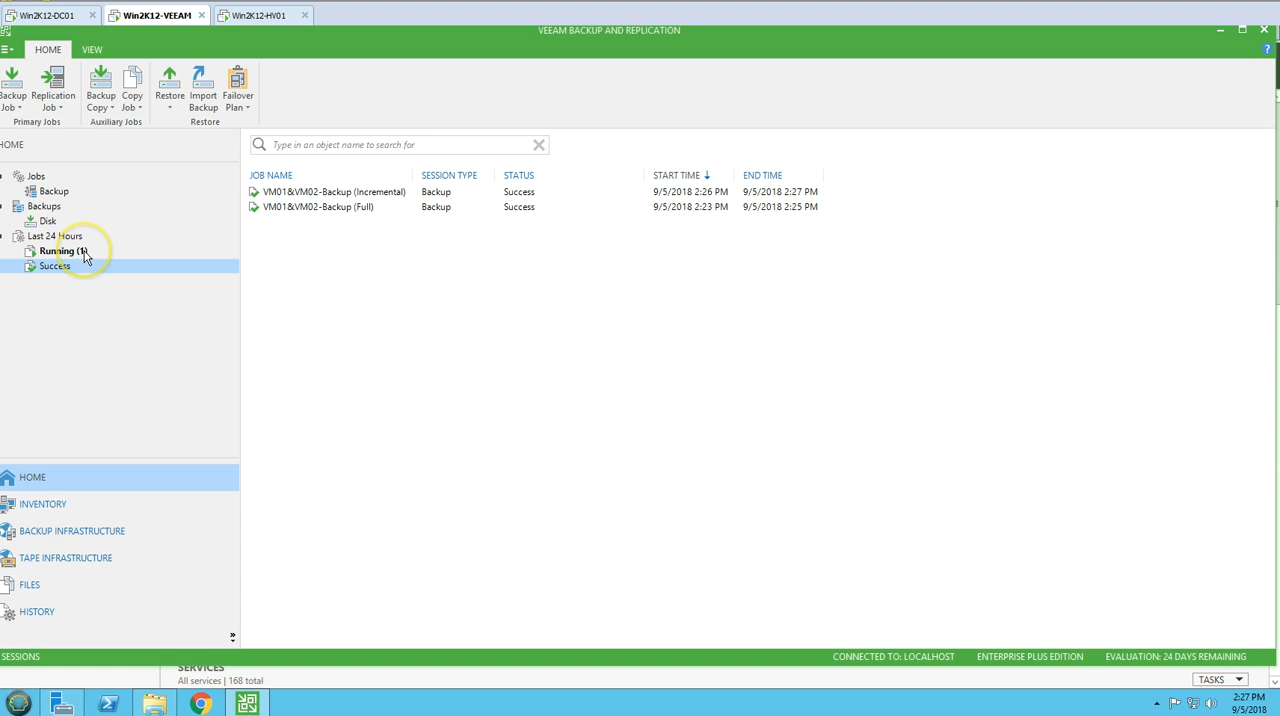 Win2K12-DC01
Win2K12-VEEAM
Win2K12-HV01
VEEAM BACKUP AND REPLICATION
HOME VIEW
Backup Job
Replication Job
Backup Copy
Copy Job
Restore
Import Backup
Failover Plan
Primary Jobs
Auxiliary Jobs
Restore
HOME
Type in an object name to search for
Jobs
Backup
Backups
Disk
Last 24 Hours
Running (1)
Success
JOB NAME SESSION TYPE STATUS START TIME END TIME
VM01&VM02-Backup (Incremental) Backup Success 9/5/2018 2:26 PM 9/5/2018 2:27 PM
VM01&VM02-Backup (Full) Backup Success 9/5/2018 2:23 PM 9/5/2018 2:25 PM
HOME
INVENTORY
BACKUP INFRASTRUCTURE
TAPE INFRASTRUCTURE
FILES
HISTORY
SESSIONS
CONNECTED TO: LOCALHOST
ENTERPRISE PLUS EDITION
EVALUATION: 24 DAYS REMAINING
SERVICES
All services | 168 total
TASKS
2:27 PM
9/5/2018